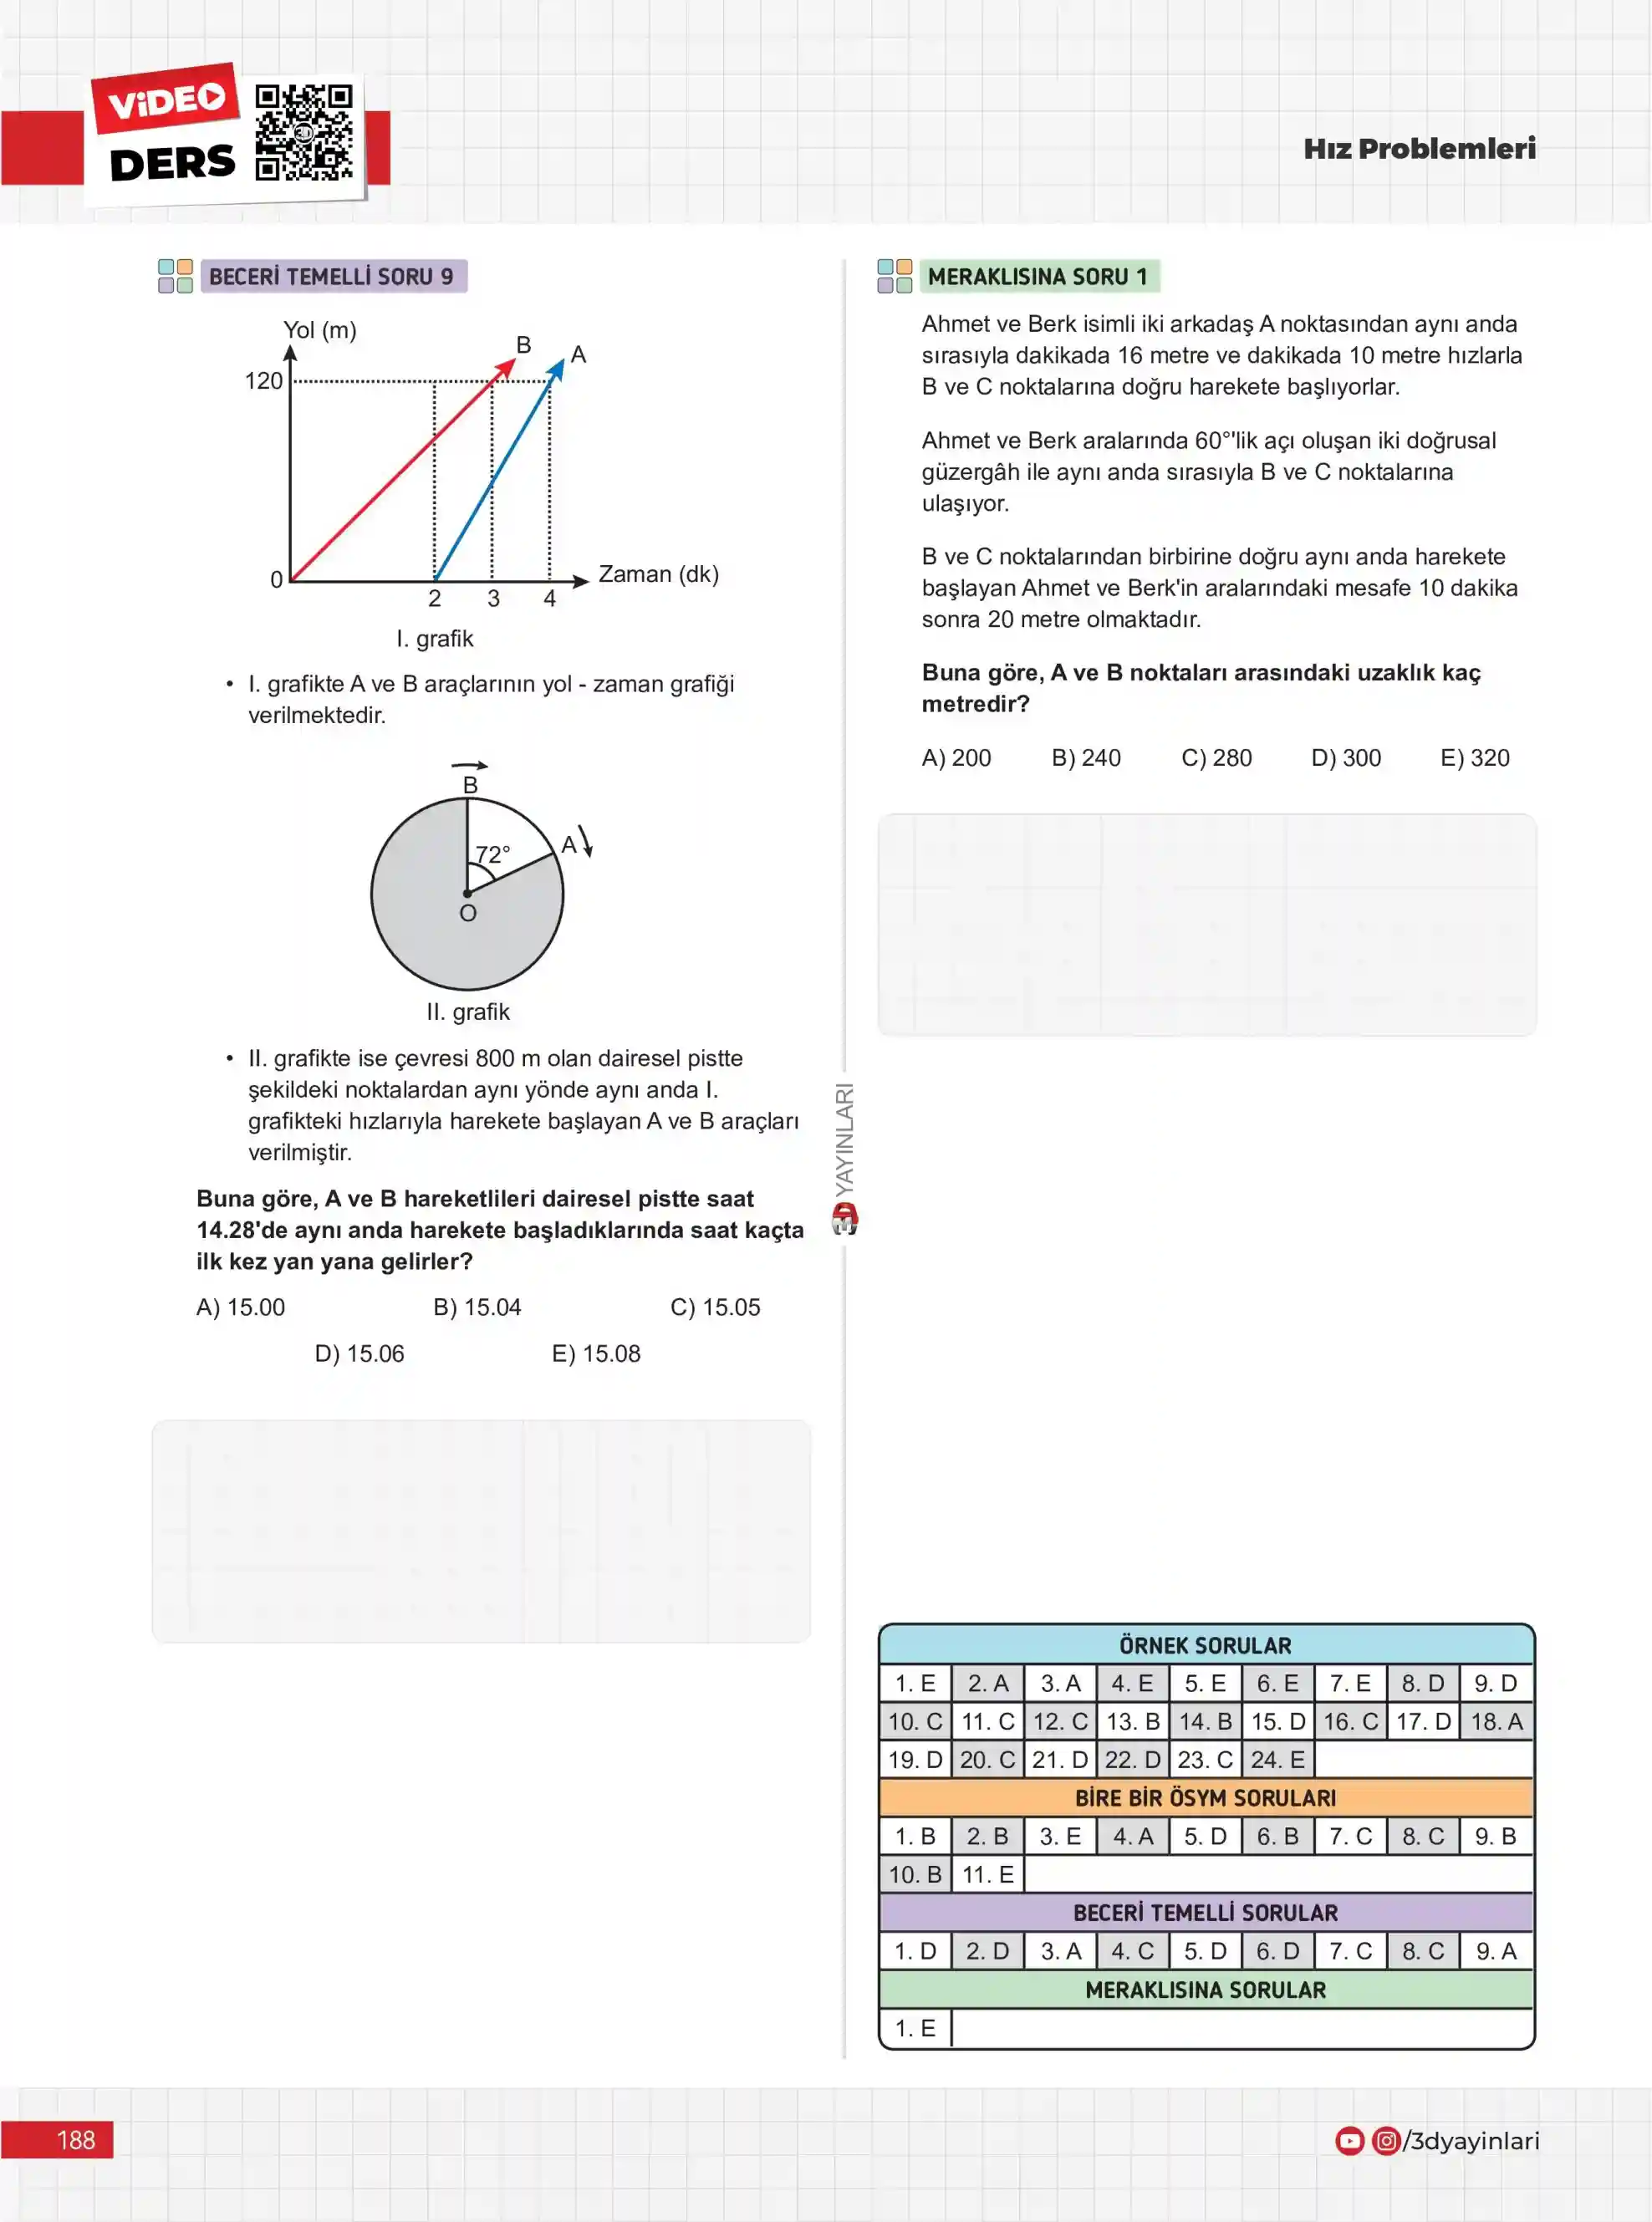 VİDEO
DERS
3D
Hız Problemleri
BECERİ TEMELLİ SORU 9
Yol (m)
B
A
120
0
Zaman (dk)
2 3 4
I. grafik
• I. grafikte A ve B araçlarının yol - zaman grafiği
verilmektedir.
B
72°
A
O
II. grafik
• II. grafikte ise çevresi 800 m olan dairesel pistte
şekildeki noktalardan aynı yönde aynı anda I.
grafikteki hızlarıyla harekete başlayan A ve B araçları
verilmiştir.
Buna göre, A ve B hareketlileri dairesel pistte saat
14.28'de aynı anda harekete başladıklarında saat kaçta
ilk kez yan yana gelirler?
A) 15.00 B) 15.04 C) 15.05
D) 15.06 E) 15.08
3D YAYINLARI
MERAKLISINA SORU 1
Ahmet ve Berk isimli iki arkadaş A noktasından aynı anda
sırasıyla dakikada 16 metre ve dakikada 10 metre hızlarla
B ve C noktalarına doğru harekete başlıyorlar.
Ahmet ve Berk aralarında 60°'lik açı oluşan iki doğrusal
güzergâh ile aynı anda sırasıyla B ve C noktalarına
ulaşıyor.
B ve C noktalarından birbirine doğru aynı anda harekete
başlayan Ahmet ve Berk'in aralarındaki mesafe 10 dakika
sonra 20 metre olmaktadır.
Buna göre, A ve B noktaları arasındaki uzaklık kaç
metredir?
A) 200 B) 240 C) 280 D) 300 E) 320
ÖRNEK SORULAR
1. E 2. A 3. A 4. E 5. E 6. E 7. E 8. D 9. D
10. C 11. C 12. C 13. B 14. B 15. D 16. C 17. D 18. A
19. D 20. C 21. D 22. D 23. C 24. E
BİRE BİR ÖSYM SORULARI
1. B 2. B 3. E 4. A 5. D 6. B 7. C 8. C 9. B
10. B 11. E
BECERİ TEMELLİ SORULAR
1. D 2. D 3. A 4. C 5. D 6. D 7. C 8. C 9. A
MERAKLISINA SORULAR
1. E
188
/3dyayinlari